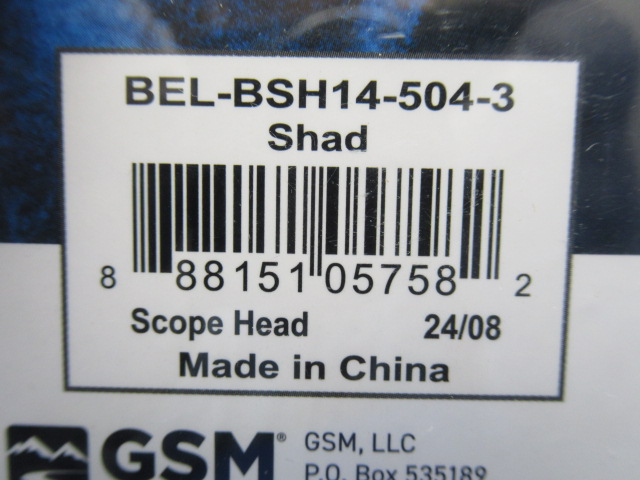 BEL-BSH14-504-3
Shad
8 88151 05758 2
Scope Head 24/08
Made in China
GSM® GSM, LLC
P.O. Box 535189